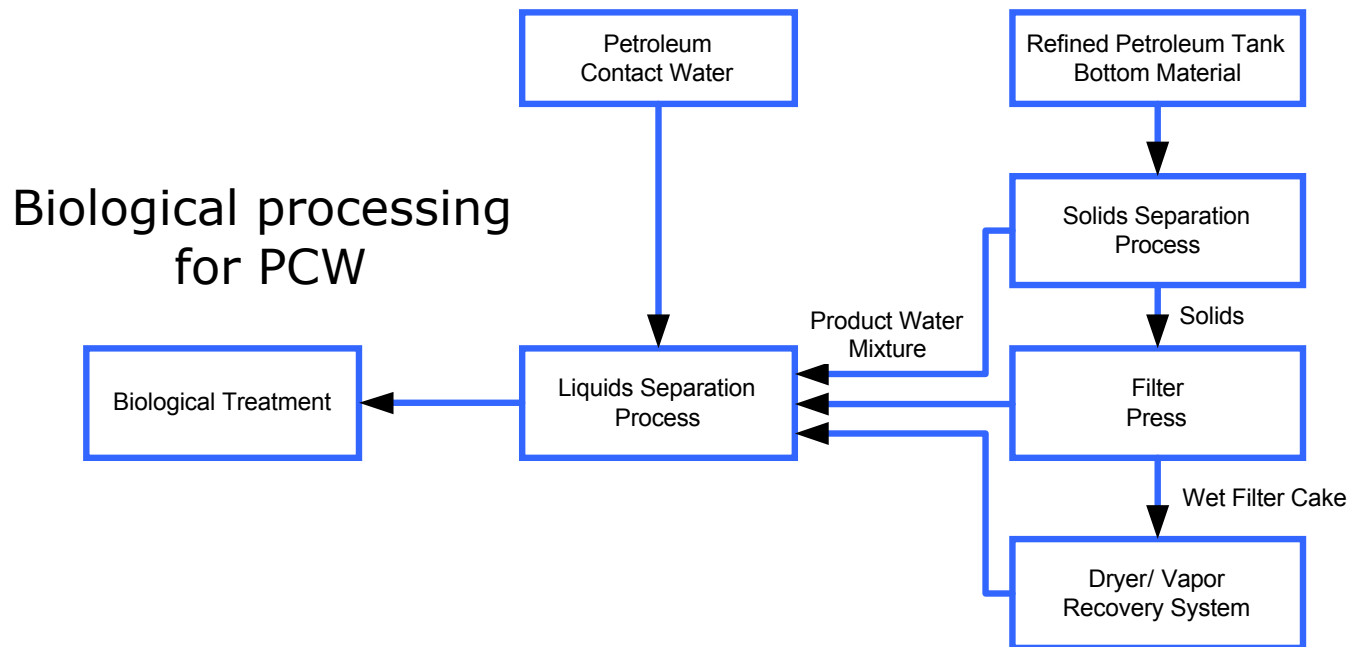 Petroleum
Contact Water
Refined Petroleum Tank
Bottom Material
Biological processing
for PCW
Solids Separation
Process
Product Water
Mixture
Solids
Biological Treatment
Liquids Separation
Process
Filter
Press
Wet Filter Cake
Dryer/ Vapor
Recovery System